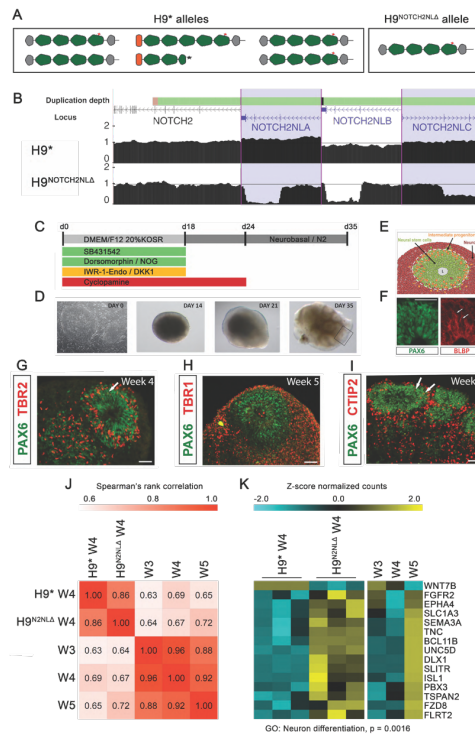 A
H9* alleles
H9NOTCH2NLΔ allele
B
Duplication depth
Locus
NOTCH2
NOTCH2NLA
NOTCH2NLB
NOTCH2NLC
2
1
0
H9*
2
1
0
H9NOTCH2NLΔ
C
d0
d18
d24
d35
DMEM/F12 20%KOSR
Neurobasal / N2
SB431542
Dorsomorphin / NOG
IWR-1-Endo / DKK1
Cyclopamine
D
DAY 0
DAY 14
DAY 21
DAY 35
E
Intermediate progenitor
Neural stem cells
F
PAX6
BLBP
G
PAX6 TBR2
Week 4
H
PAX6 TBR1
Week 5
I
PAX6 CTIP2
Week
J
Spearman's rank correlation
0.6 0.8 1.0
H9* W4
H9N2NLΔ W4
W3
W4
W5
H9* W4 1.00 0.86 0.63 0.69 0.65
H9N2NLΔ W4 0.86 1.00 0.64 0.67 0.72
W3 0.63 0.64 1.00 0.96 0.88
W4 0.69 0.67 0.96 1.00 0.92
W5 0.65 0.72 0.88 0.92 1.00
K
Z-score normalized counts
-2.0 0.0 2.0
H9* W4
H9N2NLΔ W4
W3
W4
W5
WNT7B
FGFR2
EPHA4
SLC1A3
SEMA3A
TNC
BCL11B
UNC5D
DLX1
SLITR
ISL1
PBX3
TSPAN2
FZD8
FLRT2
GO: Neuron differentiation, p = 0.0016